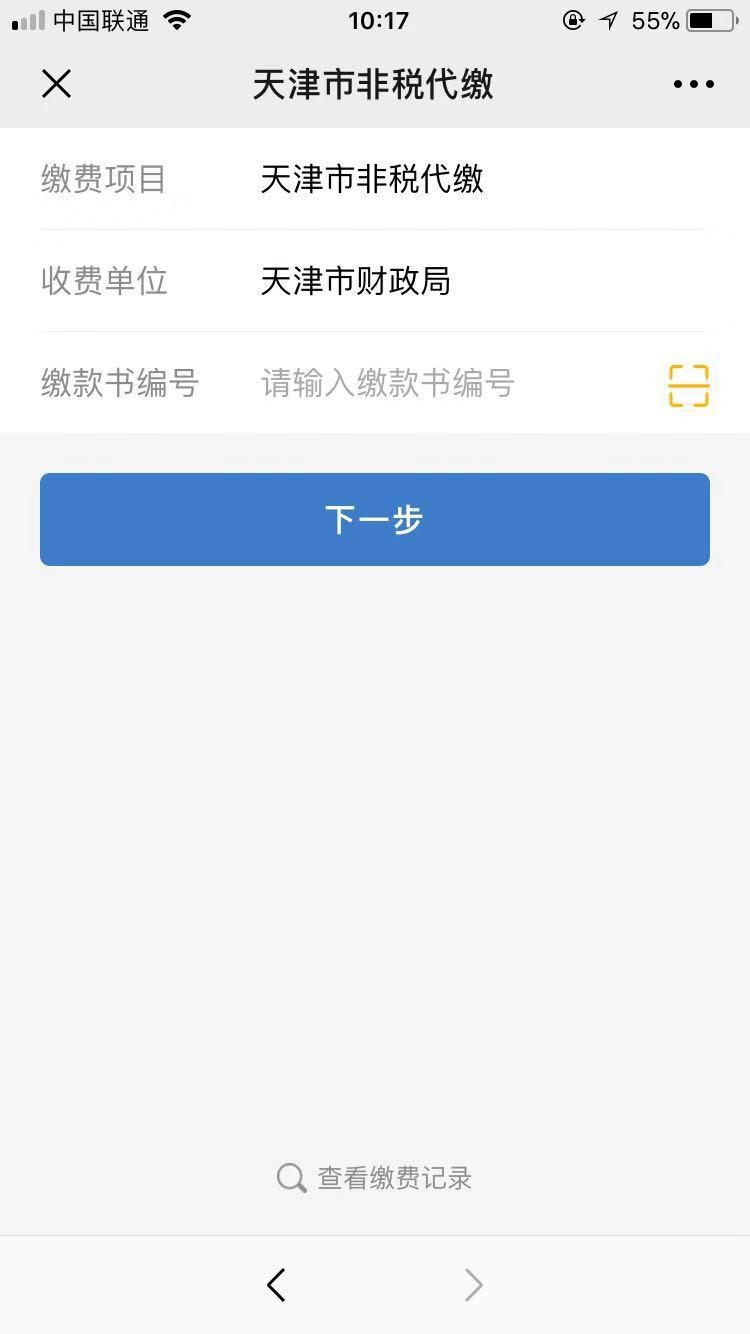 中国联通 10:17 55%
天津市非税代缴
缴费项目 天津市非税代缴
收费单位 天津市财政局
缴款书编号 请输入缴款书编号
下一步
查看缴费记录